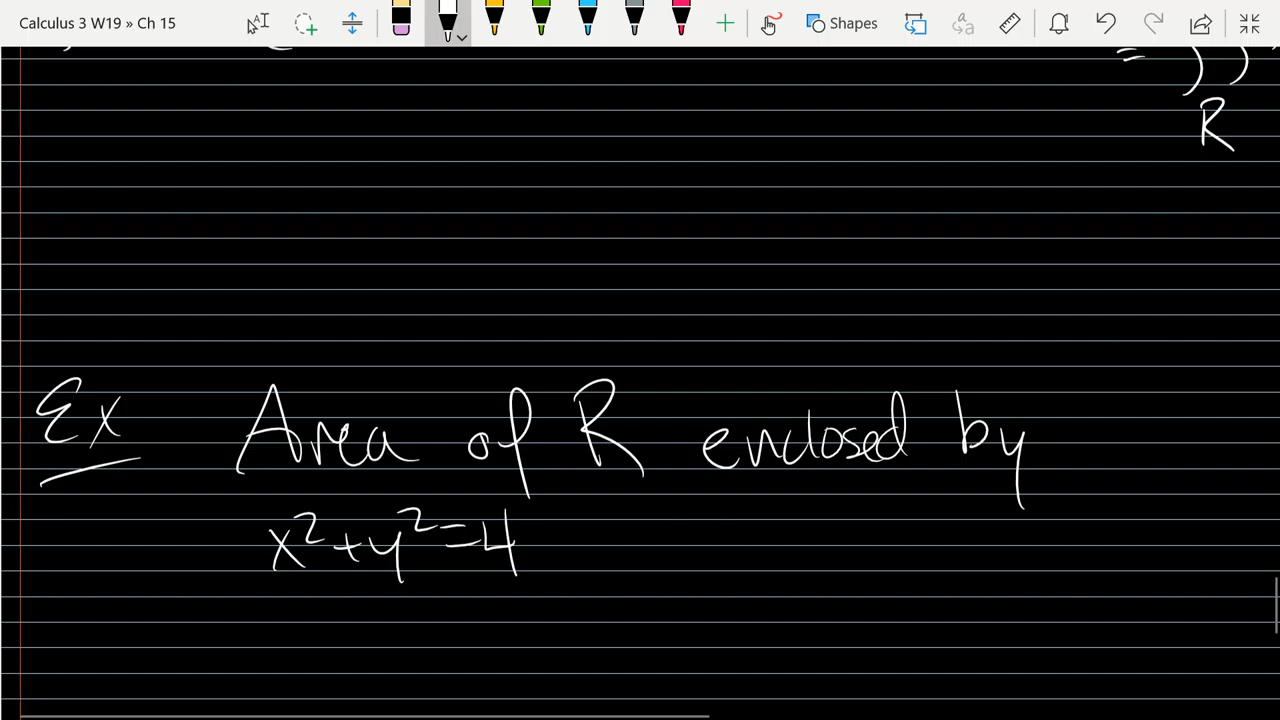 Calculus 3 W19 » Ch 15
Shapes
=
R
Ex Area of R enclosed by
x²+y²=4